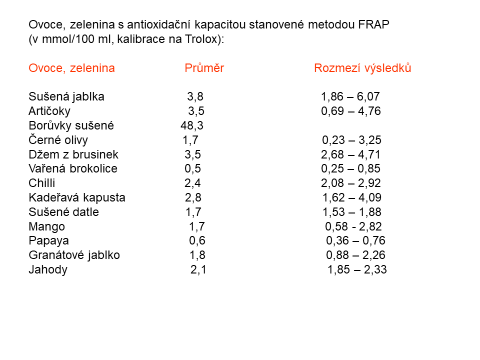 Ovoce, zelenina s antioxidační kapacitou stanovené metodou FRAP
(v mmol/100 ml, kalibrace na Trolox):
Ovoce, zelenina Průměr Rozmezí výsledků
Sušená jablka 3,8 1,86 – 6,07
Artičoky 3,5 0,69 – 4,76
Borůvky sušené 48,3
Černé olivy 1,7 0,23 – 3,25
Džem z brusinek 3,5 2,68 – 4,71
Vařená brokolice 0,5 0,25 – 0,85
Chilli 2,4 2,08 – 2,92
Kadeřavá kapusta 2,8 1,62 – 4,09
Sušené datle 1,7 1,53 – 1,88
Mango 1,7 0,58 - 2,82
Papaya 0,6 0,36 – 0,76
Granátové jablko 1,8 0,88 – 2,26
Jahody 2,1 1,85 – 2,33